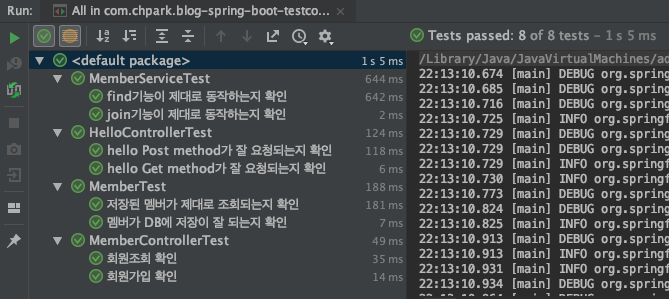 Run: All in com.chpark.blog-spring-boot-testco...
Tests passed: 8 of 8 tests – 1 s 5 ms
<default package> 1 s 5 ms
MemberServiceTest 644 ms
find기능이 제대로 동작하는지 확인 642 ms
join기능이 제대로 동작하는지 확인 2 ms
HelloControllerTest 124 ms
hello Post method가 잘 요청되는지 확인 118 ms
hello Get method가 잘 요청되는지 확인 6 ms
MemberTest 188 ms
저장된 멤버가 제대로 조회되는지 확인 181 ms
멤버가 DB에 저장이 잘 되는지 확인 7 ms
MemberControllerTest 49 ms
회원조회 확인 35 ms
회원가입 확인 14 ms
/Library/Java/JavaVirtualMachines/ad
22:13:10.674 [main] DEBUG org.springf
22:13:10.685 [main] DEBUG org.springf
22:13:10.716 [main] DEBUG org.springf
22:13:10.725 [main] INFO org.springfr
22:13:10.729 [main] DEBUG org.springf
22:13:10.729 [main] DEBUG org.springf
22:13:10.729 [main] INFO org.springfr
22:13:10.730 [main] INFO org.springfr
22:13:10.773 [main] DEBUG org.springf
22:13:10.824 [main] DEBUG org.springf
22:13:10.825 [main] INFO org.springfr
22:13:10.913 [main] DEBUG org.springf
22:13:10.913 [main] DEBUG org.springf
22:13:10.931 [main] INFO org.springfr
22:13:10.934 [main] DEBUG org.springf